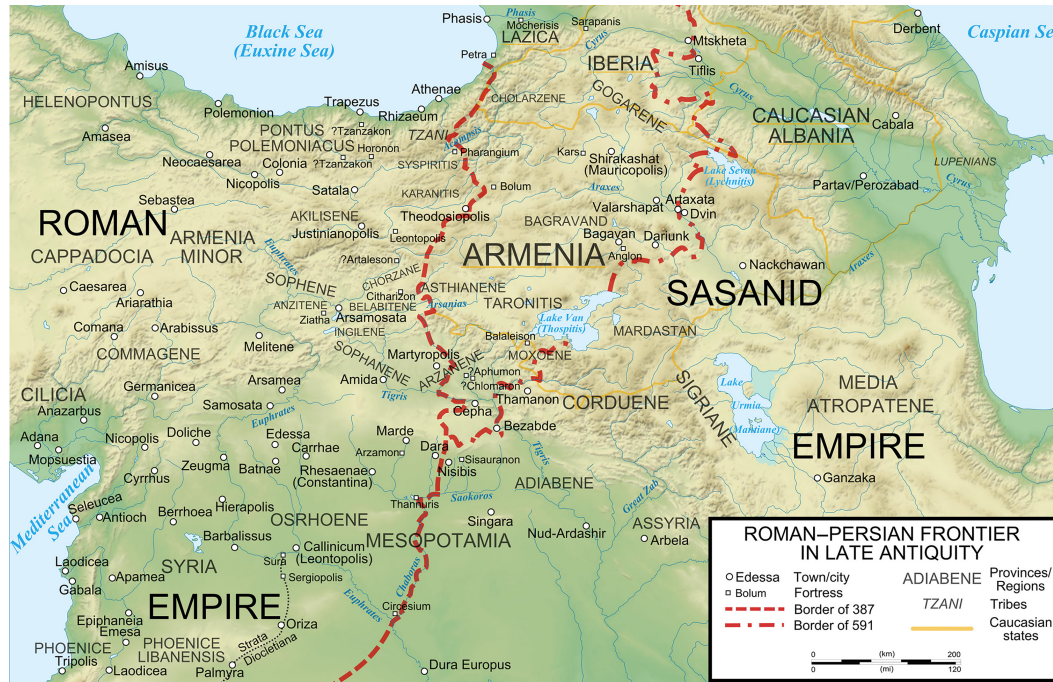 Black Sea
(Euxine Sea)
Phasis
Phasis
Mocherisis
Sarapanis
LAZICA
Cyrus
Petra
Mtskheta
IBERIA
Tiflis
Derbent
Caspian Se
Amisus
HELENOPONTUS
Amasea
Polemonion
Trapezus
Athenae
Rhizaeum
CHOLARZENE
GOGARENE
Cyrus
CAUCASIAN
ALBANIA
Cabala
PONTUS
POLEMONIACUS
?Tzanzakon
Horonon
?Tzanzakon
TZANI
Acampsis
Pharangium
Kars
Shirakashat
(Mauricopolis)
Lake Sevan
(Lychnitis)
LUPENIANS
Neocaesarea
Colonia
Nicopolis
Satala
SYSPIRITIS
KARANITIS
Bolum
Araxes
Artaxata
Valarshapat
Dvin
Partav/Perozabad
Cyrus
Sebastea
ROMAN
CAPPADOCIA
ARMENIA
MINOR
AKILISENE
Justinianopolis
Theodosiopolis
Leontopolis
BAGRAVAND
Bagavan
Dariunk
Anglon
ARMENIA
Euphrates
?Artaleson
CHORZANE
ASTHIANENE
Nackchawan
Araxes
SASANID
Caesarea
Ariarathia
SOPHENE
ANZITENE
Ziatha
Citharizon
BELABITENE
Arsamosata
INGILENE
Arsanias
TARONITIS
Lake Van
(Thospitis)
MARDASTAN
Comana
Arabissus
COMMAGENE
Melitene
SOPHANENE
Martyropolis
ARZANENE
Balaleison
MOXOENE
?Aphumon
?Chlomaron
SIGRIANE
Lake
Urmia
(Mantiane)
MEDIA
ATROPATENE
CILICIA
Anazarbus
Germanicea
Arsamea
Amida
Tigris
Samosata
Euphrates
Cepha
Thamanon
CORDUENE
Bezabde
EMPIRE
Adana
Mopsuestia
Nicopolis
Doliche
Edessa
Carrhae
Marde
Dara
Arzamon
Sisauranon
Nisibis
Tigris
Ganzaka
Zeugma
Batnae
Rhesaenae
(Constantina)
Cyrrhus
ADIABENE
Great Zab
Mediterranean
Sea
Seleucea
Antioch
Berrhoea
Hierapolis
OSRHOENE
Thannuris
Saokoros
Singara
Nud-Ardashir
ASSYRIA
Arbela
MESOPOTAMIA
Barbalissus
Callinicum
(Leontopolis)
Sura
Sergiopolis
Laodicea
Gabala
Apamea
SYRIA
EMPIRE
Chaboras
Euphrates
Circesium
Epiphaneia
Emesa
Oriza
Strata
Diocletiana
PHOENICE
Tripolis
PHOENICE
LIBANENSIS
Laodicea
Palmyra
Dura Europus
ROMAN–PERSIAN FRONTIER
IN LATE ANTIQUITY
Edessa Town/city
Bolum Fortress
Border of 387
Border of 591
ADIABENE Provinces/
Regions
TZANI Tribes
Caucasian
states
0 (km) 200
0 (mi) 120